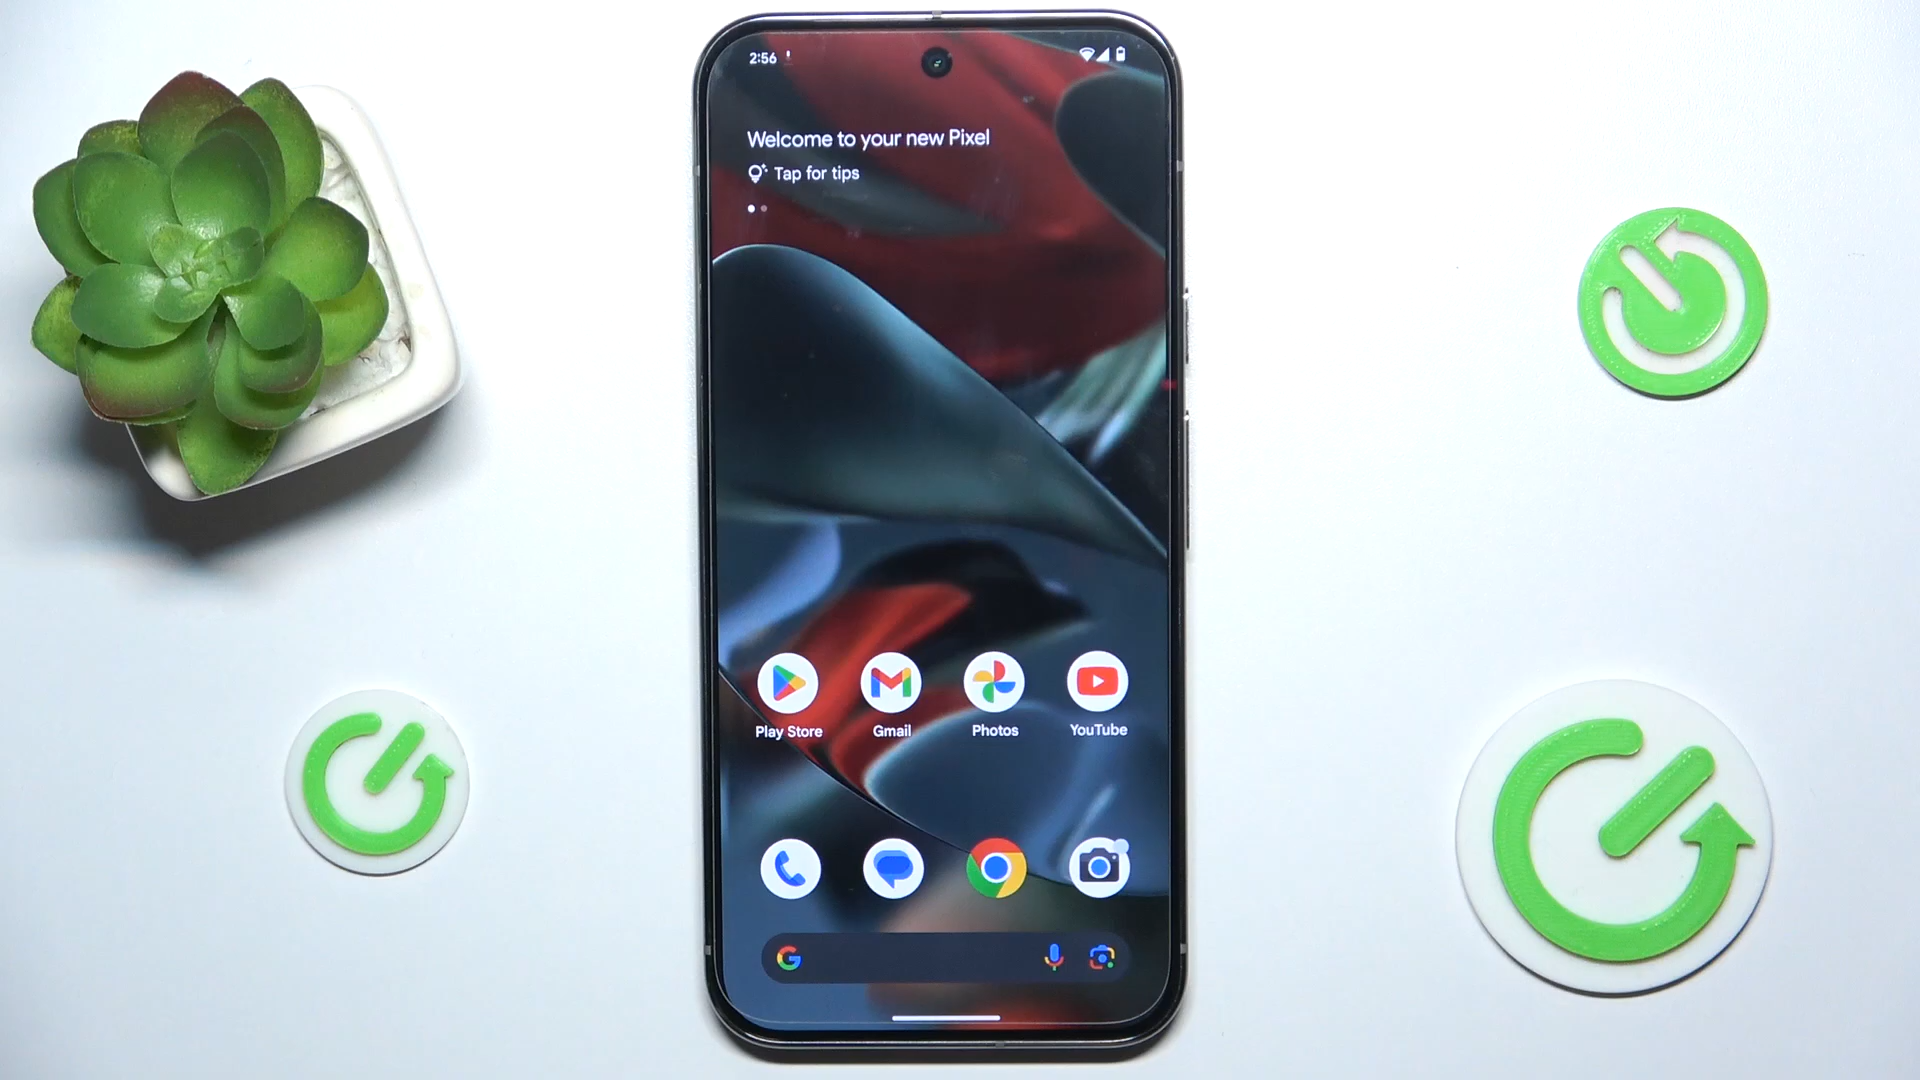 2:56
Welcome to your new Pixel
Tap for tips
Play Store
Gmail
Photos
YouTube